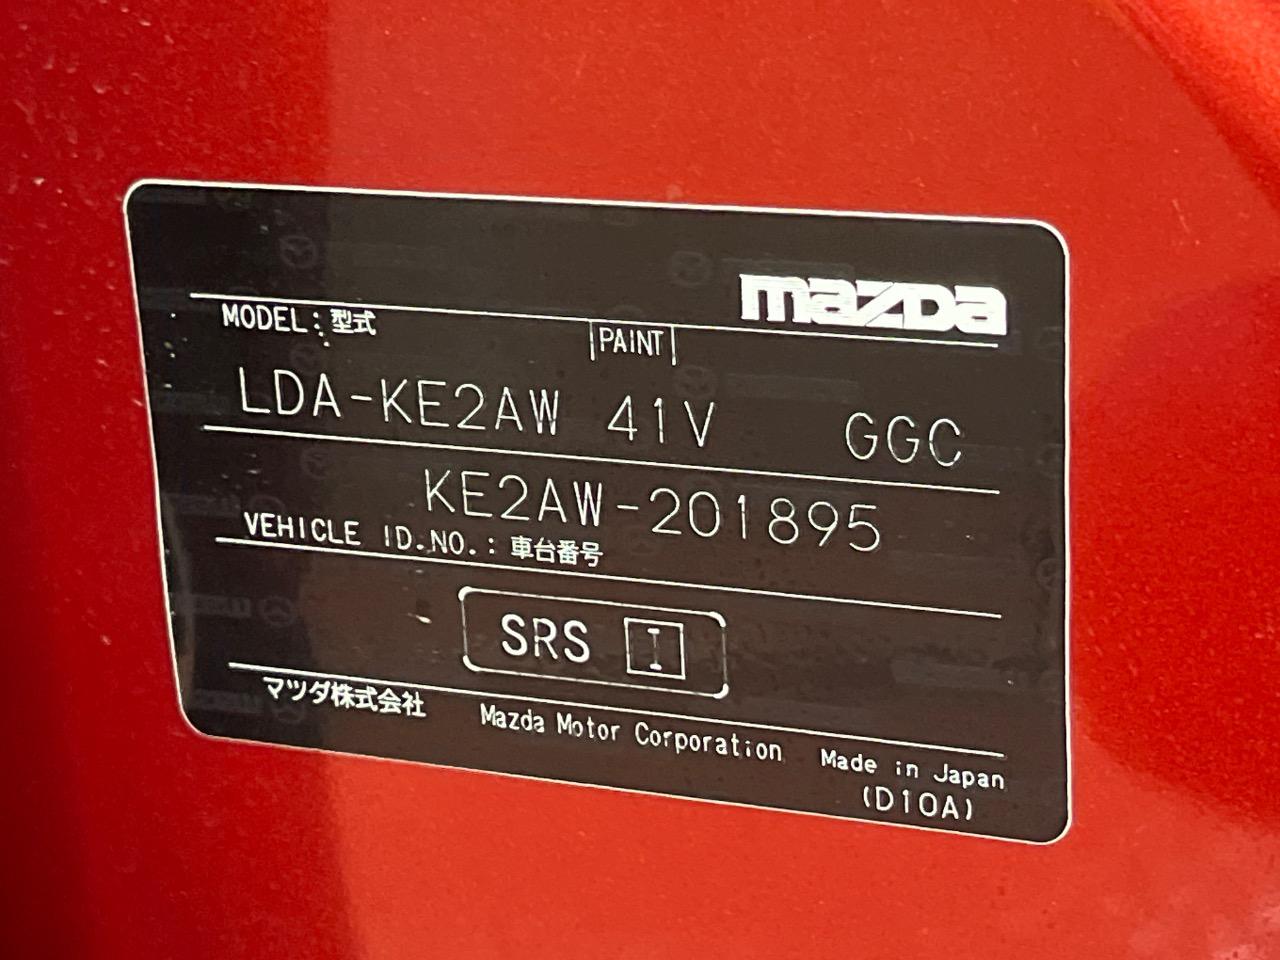 mazda
MODEL:型式 PAINT
LDA-KE2AW 41V GGC
KE2AW-201895
VEHICLE ID.NO.:車台番号
SRS I
マツダ株式会社 Mazda Motor Corporation Made in Japan
(D10A)